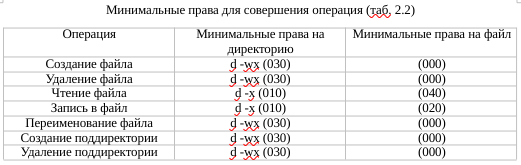 Минимальные права для совершения операция (таб, 2.2)
Операция Минимальные права на директорию Минимальные права на файл
Создание файла d -wx (030) (000)
Удаление файла d -wx (030) (000)
Чтение файла d -x (010) (040)
Запись в файл d -x (010) (020)
Переименование файла d -wx (030) (000)
Создание поддиректории d -wx (030) (000)
Удаление поддиректории d -wx (030) (000)